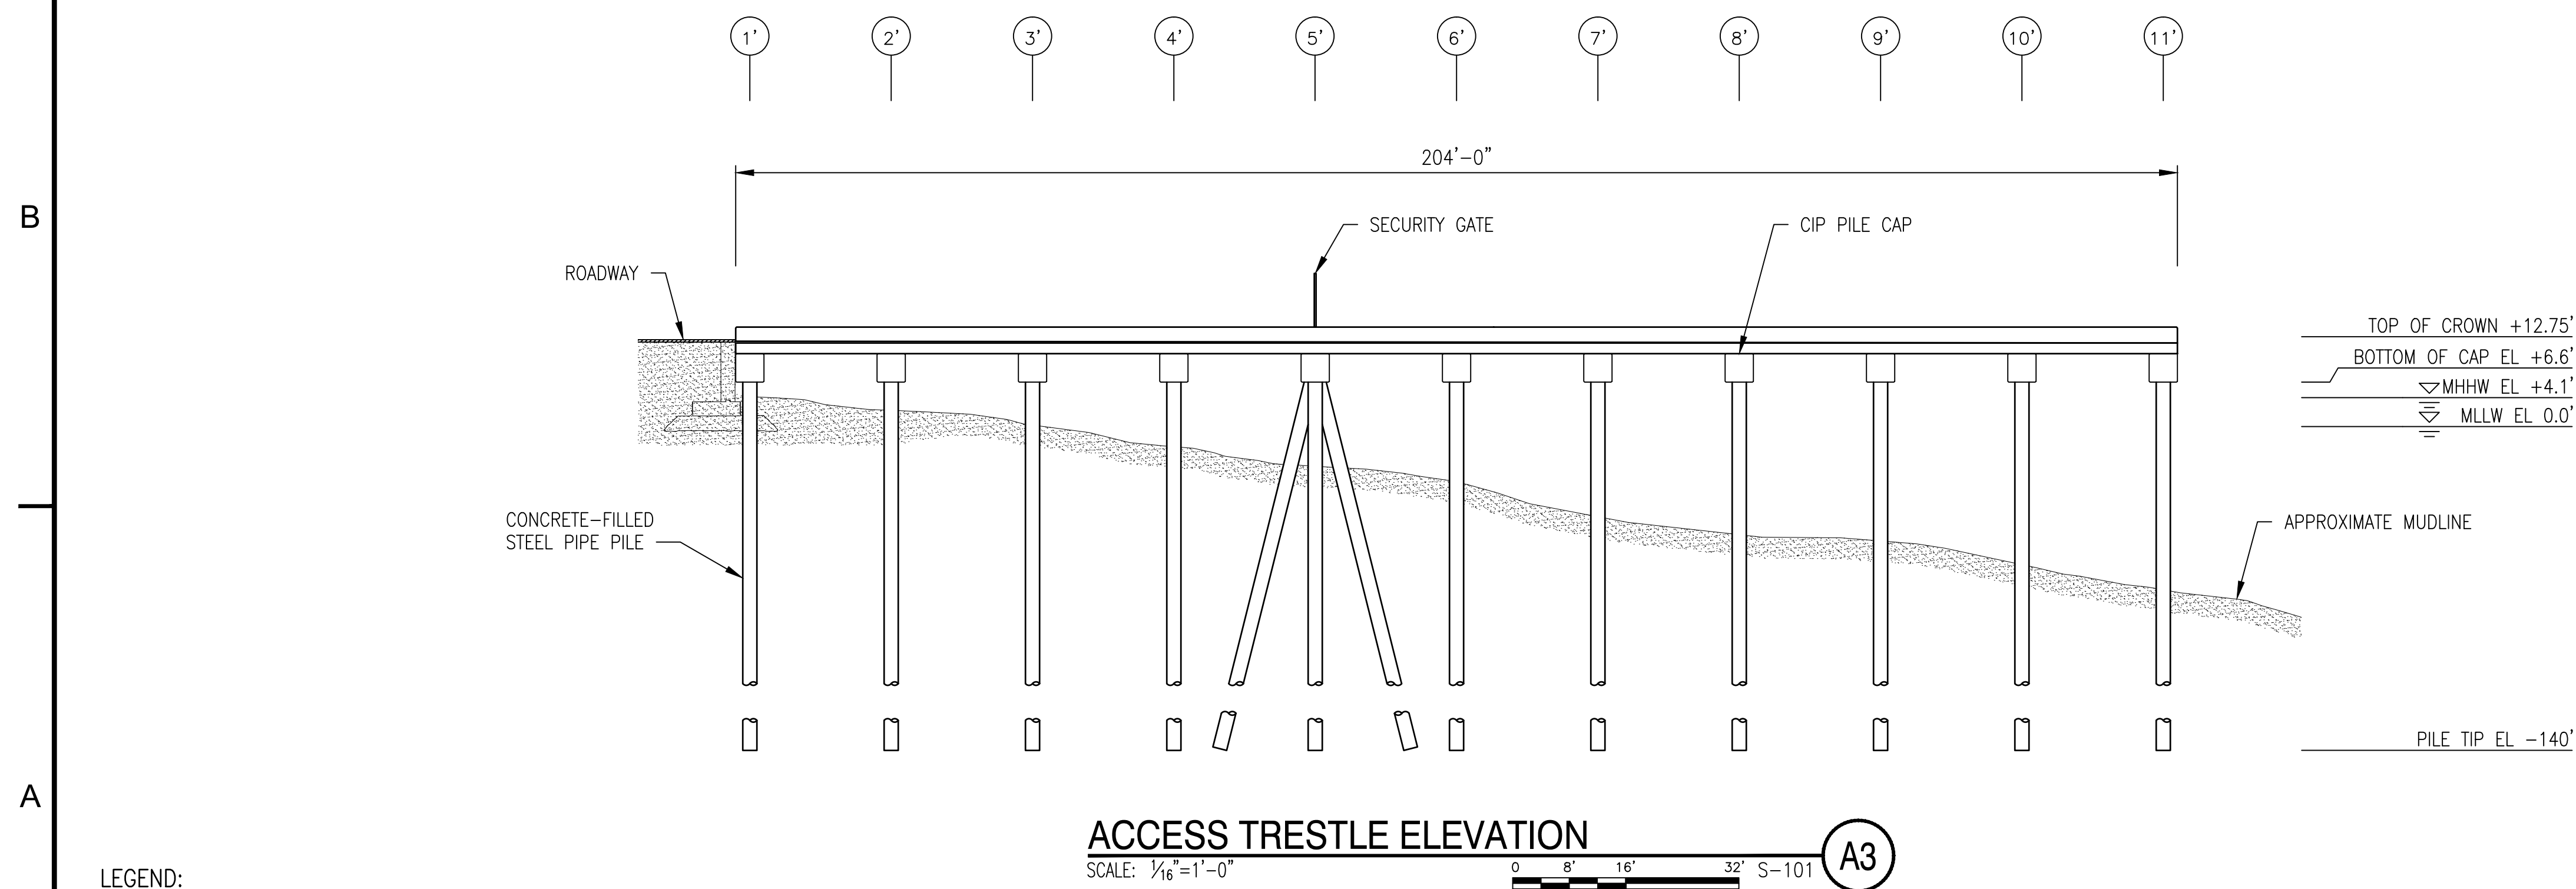 1' 2' 3' 4' 5' 6' 7' 8' 9' 10' 11'
204'-0"
B
SECURITY GATE
CIP PILE CAP
ROADWAY
TOP OF CROWN +12.75'
BOTTOM OF CAP EL +6.6'
MHHW EL +4.1'
MLLW EL 0.0'
CONCRETE-FILLED
STEEL PIPE PILE
APPROXIMATE MUDLINE
PILE TIP EL -140'
A
ACCESS TRESTLE ELEVATION
A3
SCALE: 1/16"=1'-0"
0 8' 16' 32'
S-101
LEGEND: